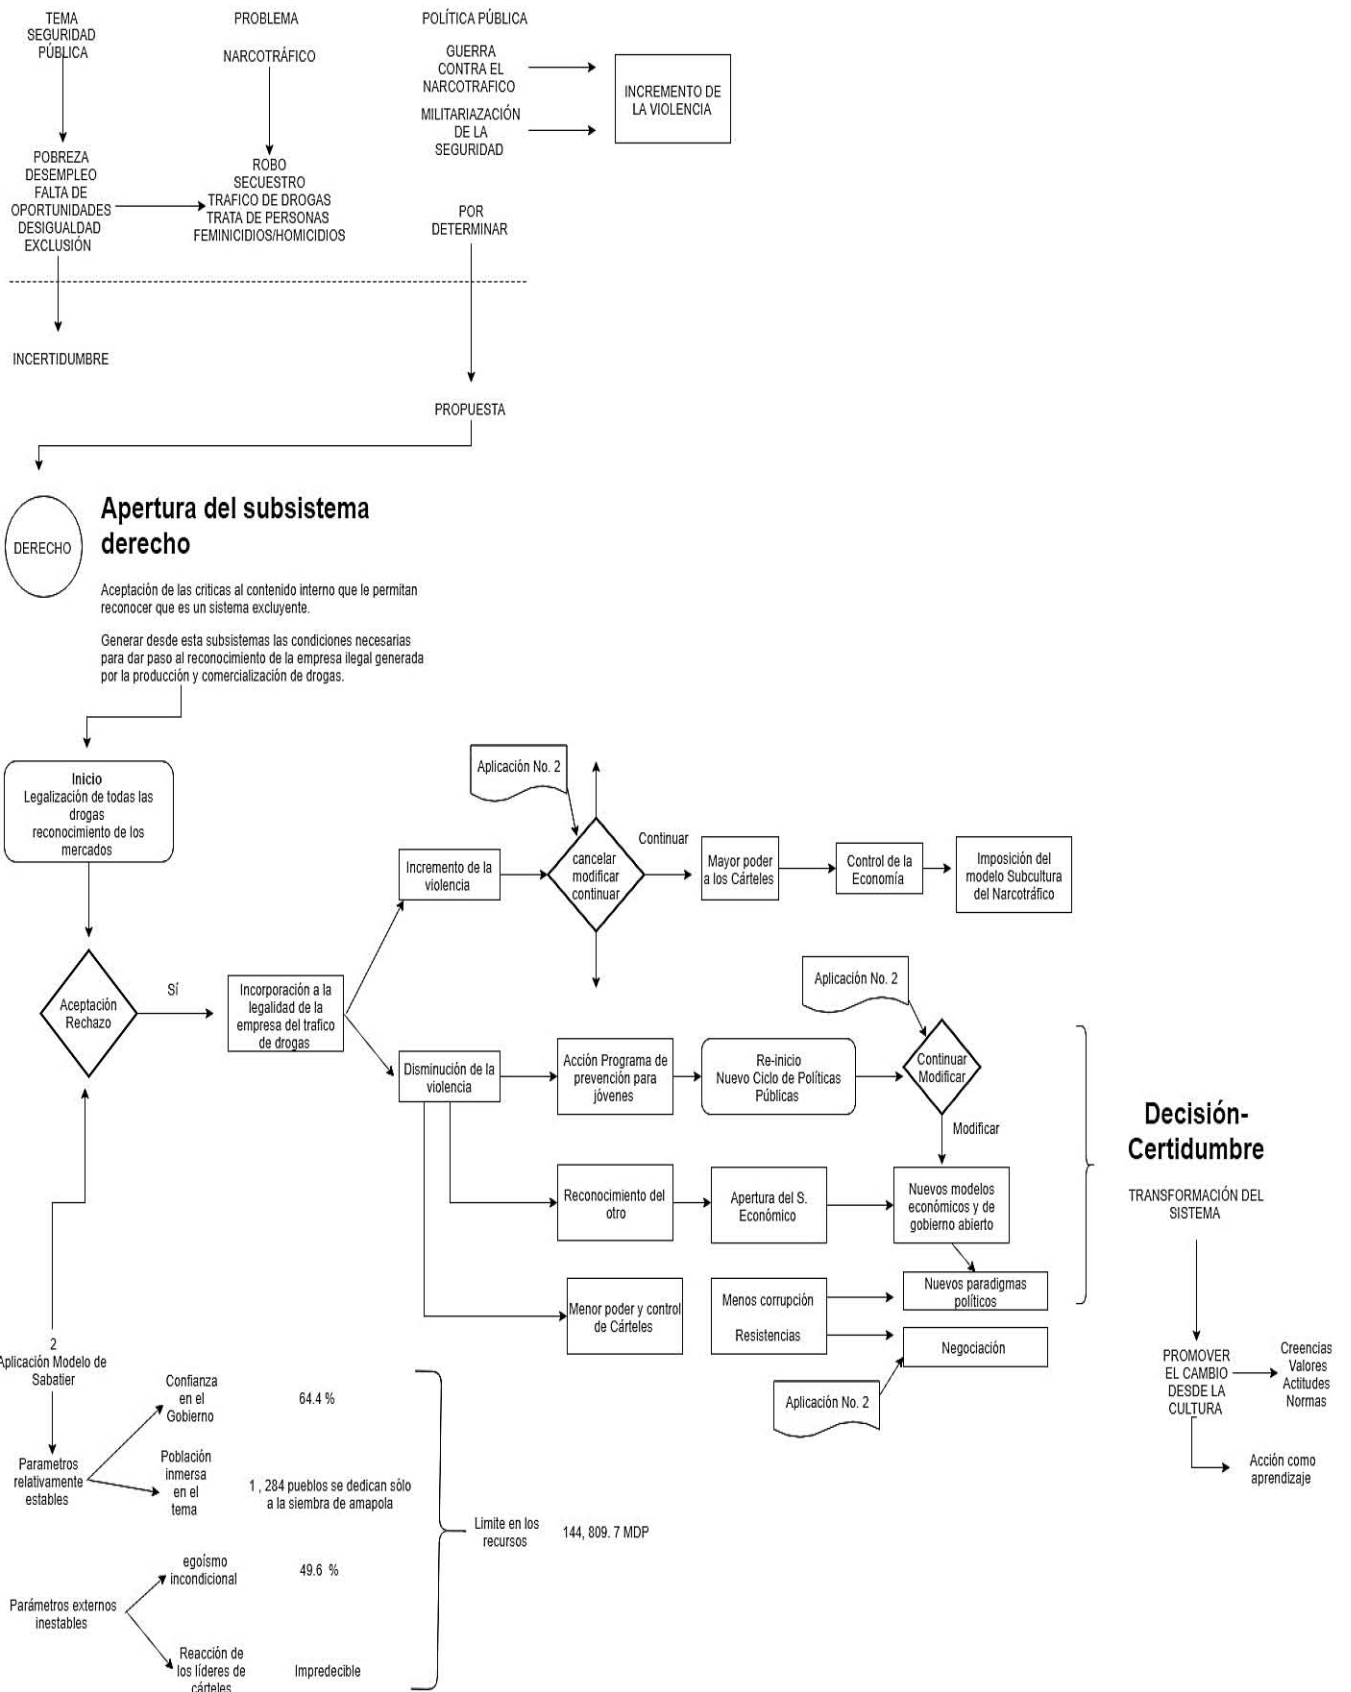 TEMA
SEGURIDAD
PÚBLICA
PROBLEMA
NARCOTRÁFICO
POLÍTICA PÚBLICA
GUERRA
CONTRA EL
NARCOTRAFICO
MILITARIAZACIÓN
DE LA
SEGURIDAD
INCREMENTO DE
LA VIOLENCIA
POBREZA
DESEMPLEO
FALTA DE
OPORTUNIDADES
DESIGUALDAD
EXCLUSIÓN
ROBO
SECUESTRO
TRAFICO DE DROGAS
TRATA DE PERSONAS
FEMINICIDIOS/HOMICIDIOS
POR
DETERMINAR
INCERTIDUMBRE
PROPUESTA
DERECHO
Apertura del subsistema
derecho
Aceptación de las criticas al contenido interno que le permitan
reconocer que es un sistema excluyente.
Generar desde esta subsistemas las condiciones necesarias
para dar paso al reconocimiento de la empresa ilegal generada
por la producción y comercialización de drogas.
Inicio
Legalización de todas las
drogas
reconocimiento de los
mercados
Aceptación
Rechazo
Sí
Incorporación a la
legalidad de la
empresa del trafico
de drogas
Incremento de la
violencia
Aplicación No. 2
cancelar
modificar
continuar
Continuar
Mayor poder
a los Cárteles
Control de la
Economía
Imposición del
modelo Subcultura
del Narcotráfico
Disminución de la
violencia
Acción Programa de
prevención para
jóvenes
Re-inicio
Nuevo Ciclo de Políticas
Públicas
Aplicación No. 2
Continuar
Modificar
Modificar
Reconocimiento del
otro
Apertura del S.
Económico
Nuevos modelos
económicos y de
gobierno abierto
Menor poder y control
de Cárteles
Menos corrupción
Resistencias
Nuevos paradigmas
políticos
Negociación
Aplicación No. 2
Decisión-
Certidumbre
TRANSFORMACIÓN DEL
SISTEMA
PROMOVER
EL CAMBIO
DESDE LA
CULTURA
Creencias
Valores
Actitudes
Normas
Acción como
aprendizaje
2
Aplicación Modelo de
Sabatier
Parametros
relativamente
estables
Confianza
en el
Gobierno
64.4 %
Población
inmersa
en el
tema
1 , 284 pueblos se dedican sólo
a la siembra de amapola
Limite en los
recursos
144, 809. 7 MDP
Parámetros externos
inestables
egoísmo
incondicional
49.6 %
Reacción de
los líderes de
cárteles
Impredecible